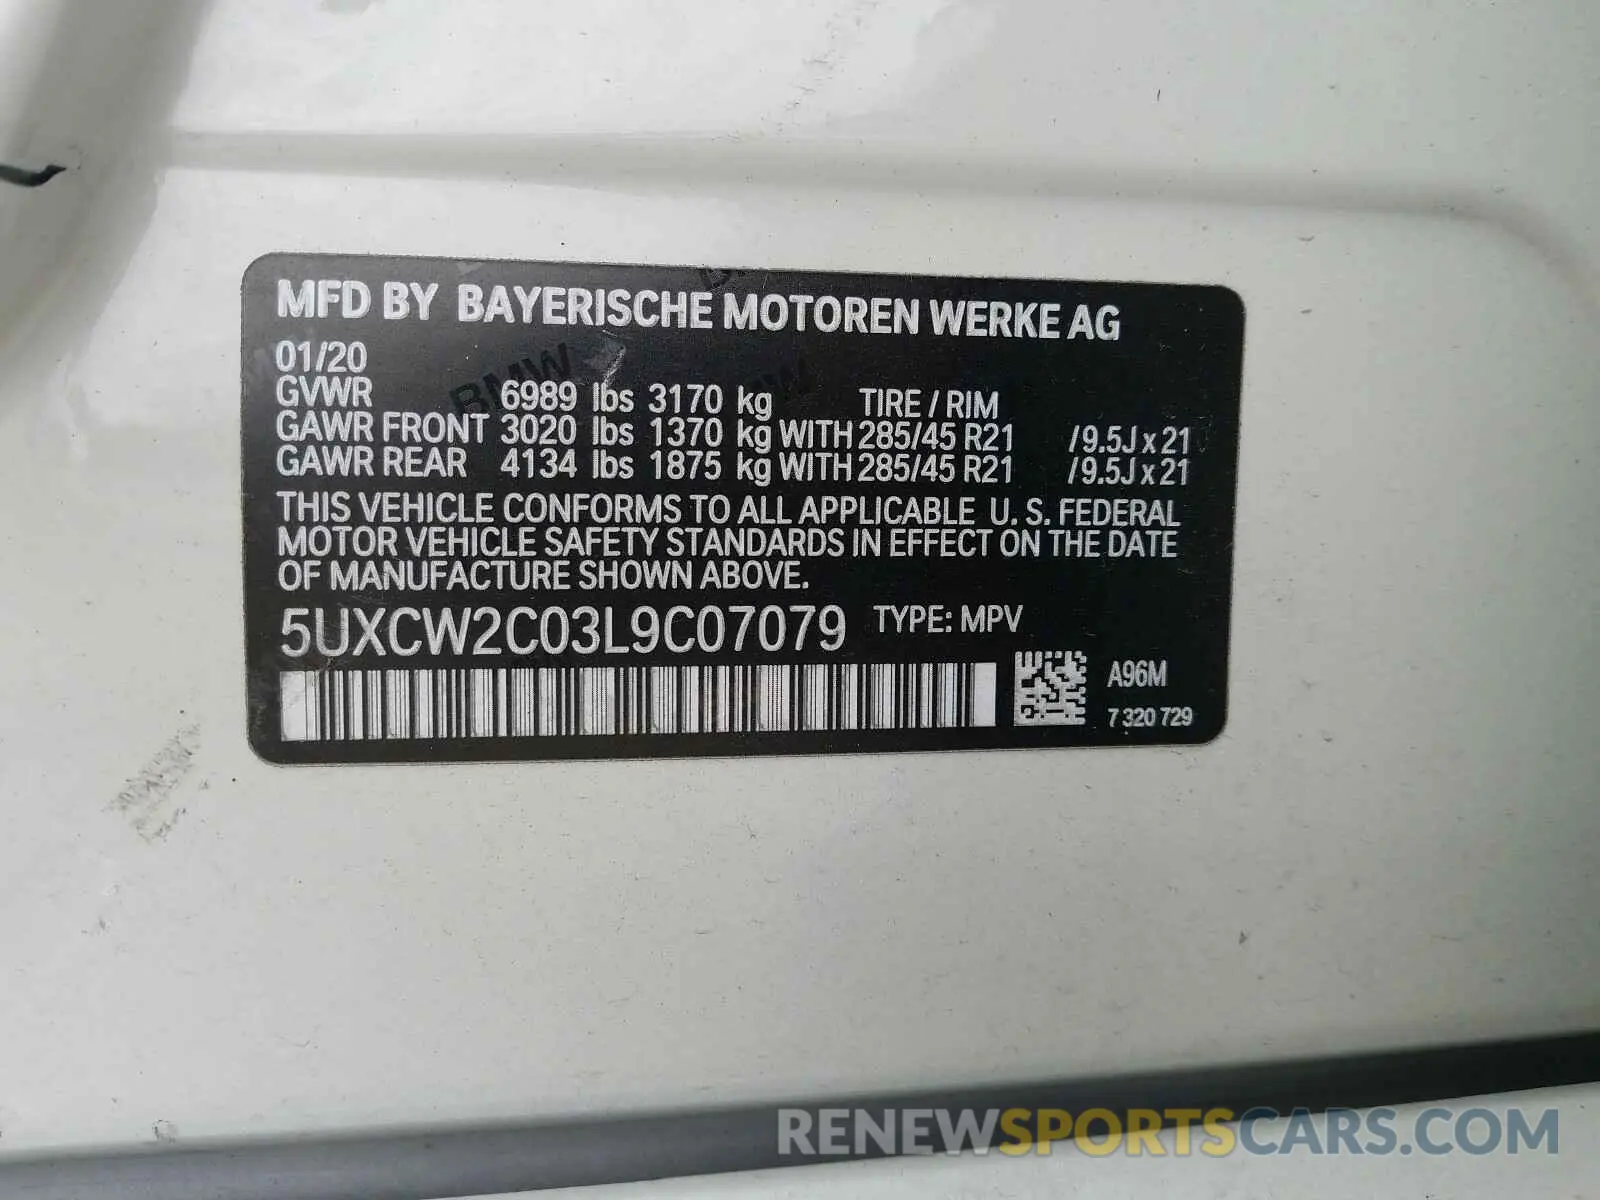 MFD BY BAYERISCHE MOTOREN WERKE AG
01/20
GVWR 6989 lbs 3170 kg TIRE / RIM
GAWR FRONT 3020 lbs 1370 kg WITH 285/45 R21 /9.5J x 21
GAWR REAR 4134 lbs 1875 kg WITH 285/45 R21 /9.5J x 21
THIS VEHICLE CONFORMS TO ALL APPLICABLE U. S. FEDERAL
MOTOR VEHICLE SAFETY STANDARDS IN EFFECT ON THE DATE
OF MANUFACTURE SHOWN ABOVE.
5UXCW2C03L9C07079 TYPE: MPV
A96M
7 320 729
BMW
RENEWSPORTSCARS.COM